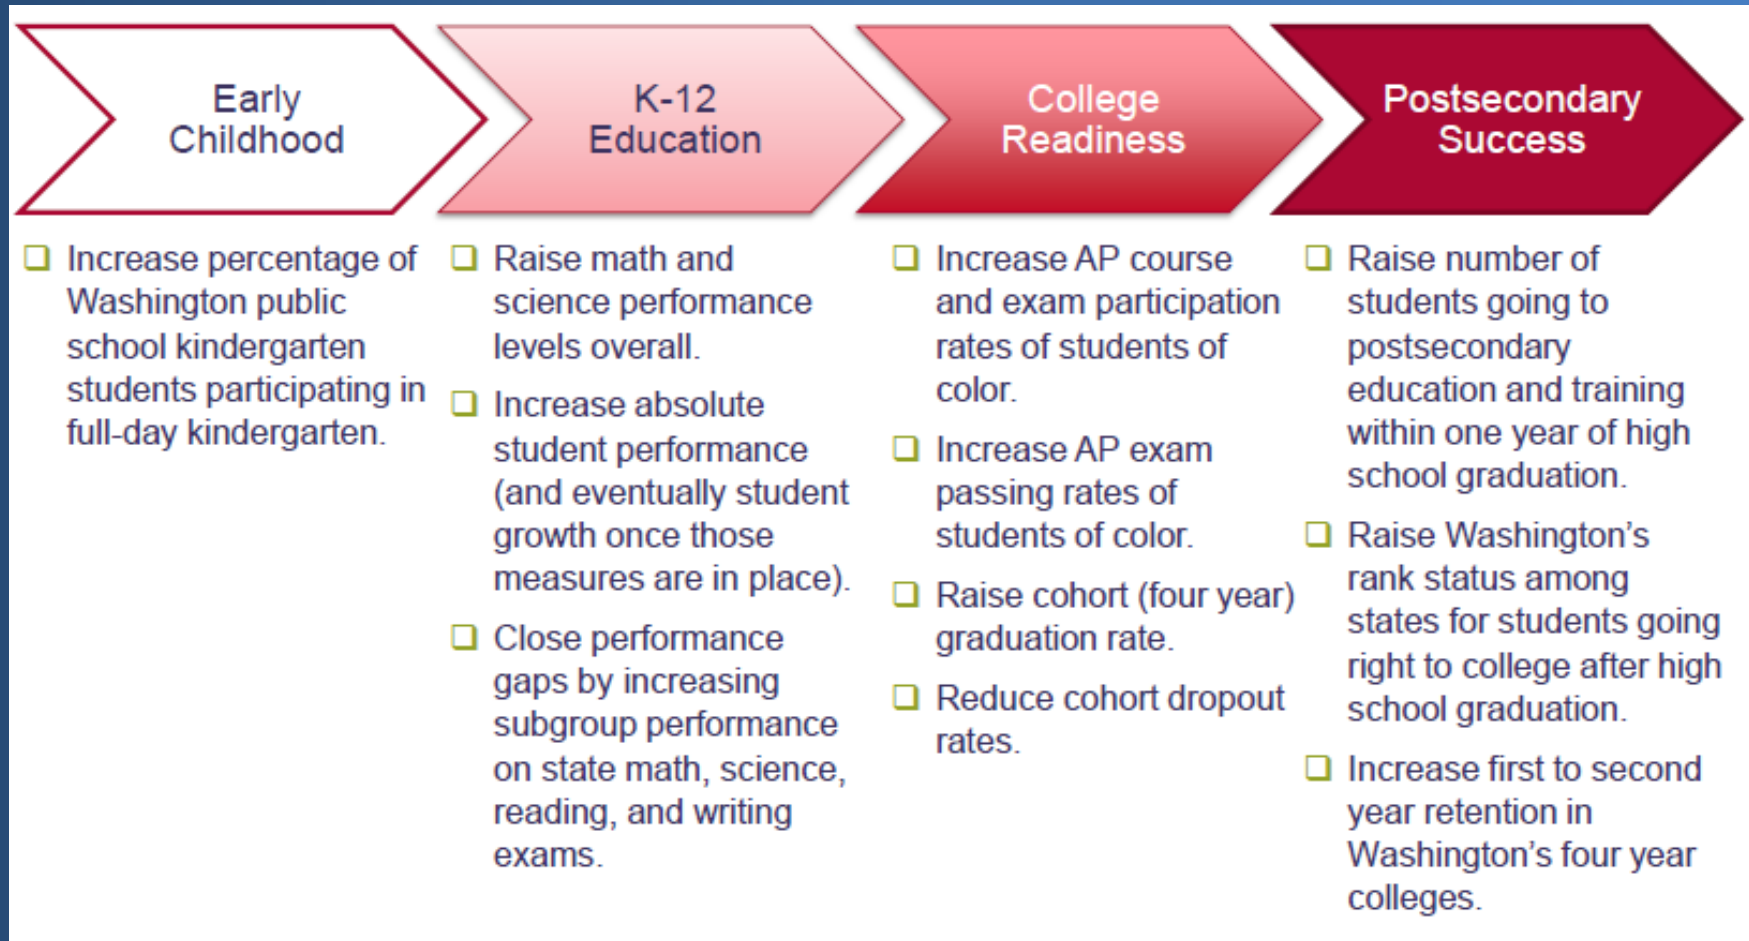 Early
Childhood
K-12
Education
College
Readiness
Postsecondary
Success
❑ Increase percentage of
Washington public
school kindergarten
students participating in
full-day kindergarten.
❑ Raise math and
science performance
levels overall.
❑ Increase absolute
student performance
(and eventually student
growth once those
measures are in place).
❑ Close performance
gaps by increasing
subgroup performance
on state math, science,
reading, and writing
exams.
❑ Increase AP course
and exam participation
rates of students of
color.
❑ Increase AP exam
passing rates of
students of color.
❑ Raise cohort (four year)
graduation rate.
❑ Reduce cohort dropout
rates.
❑ Raise number of
students going to
postsecondary
education and training
within one year of high
school graduation.
❑ Raise Washington’s
rank status among
states for students going
right to college after high
school graduation.
❑ Increase first to second
year retention in
Washington’s four year
colleges.